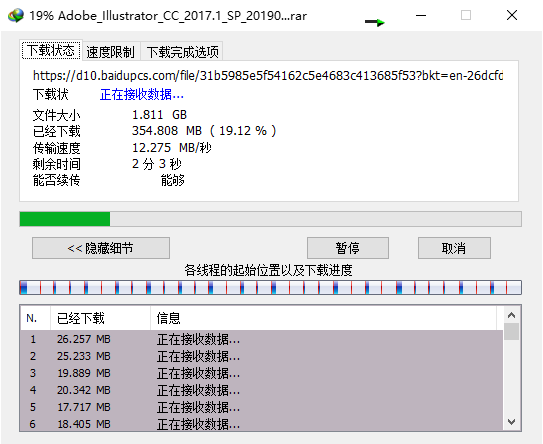 19% Adobe_Illustrator_CC_2017.1_SP_20190...rar
下载状态 速度限制 下载完成选项
https://d10.baidupcs.com/file/31b5985e5f54162c5e4683c413685f53?bkt=en-26dcfd
下载状 正在接收数据...
文件大小 1.811 GB
已经下载 354.808 MB ( 19.12 % )
传输速度 12.275 MB/秒
剩余时间 2 分 3 秒
能否续传 能够
<< 隐藏细节 暂停 取消
各线程的起始位置以及下载进度
N. 已经下载 信息
1 26.257 MB 正在接收数据...
2 25.233 MB 正在接收数据...
3 19.889 MB 正在接收数据...
4 20.342 MB 正在接收数据...
5 17.717 MB 正在接收数据...
6 18.405 MB 正在接收数据...